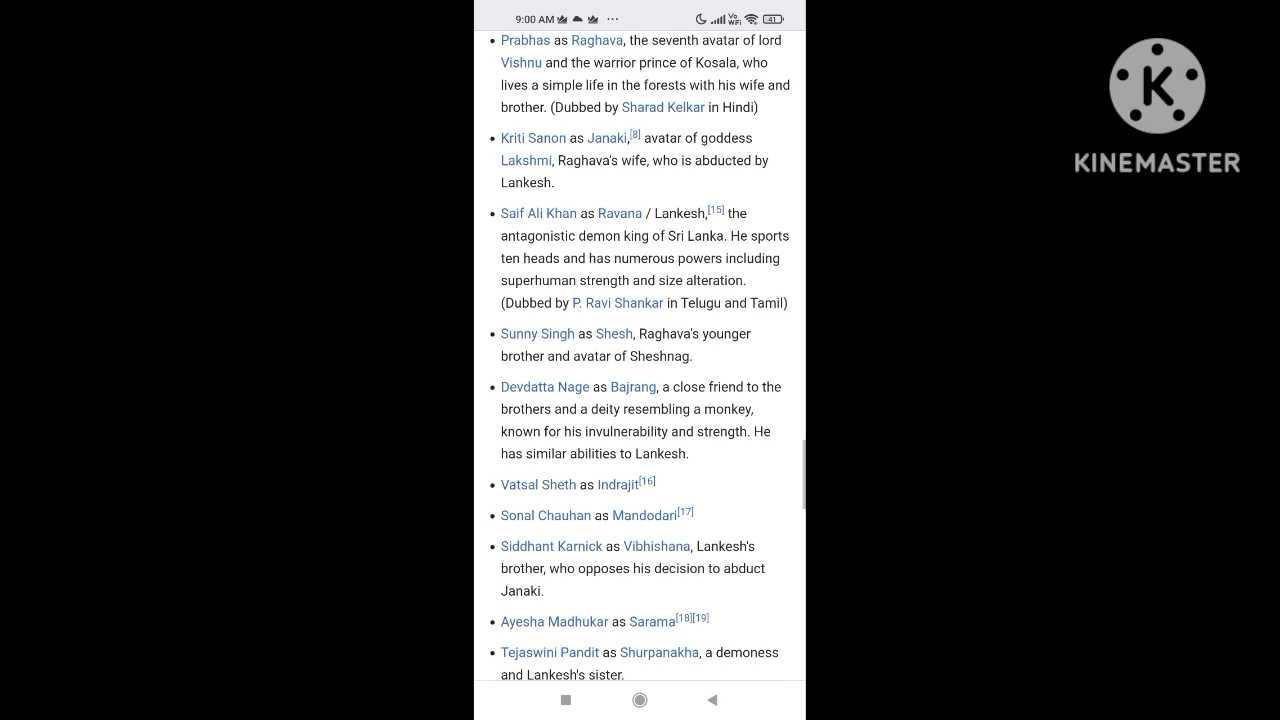 9:00 AM ... Vo WiFi 41
• Prabhas as Raghava, the seventh avatar of lord
Vishnu and the warrior prince of Kosala, who
lives a simple life in the forests with his wife and
brother. (Dubbed by Sharad Kelkar in Hindi)
• Kriti Sanon as Janaki,[8] avatar of goddess
Lakshmi, Raghava's wife, who is abducted by
Lankesh.
• Saif Ali Khan as Ravana / Lankesh,[15] the
antagonistic demon king of Sri Lanka. He sports
ten heads and has numerous powers including
superhuman strength and size alteration.
(Dubbed by P. Ravi Shankar in Telugu and Tamil)
• Sunny Singh as Shesh, Raghava's younger
brother and avatar of Sheshnag.
• Devdatta Nage as Bajrang, a close friend to the
brothers and a deity resembling a monkey,
known for his invulnerability and strength. He
has similar abilities to Lankesh.
• Vatsal Sheth as Indrajit[16]
• Sonal Chauhan as Mandodari[17]
• Siddhant Karnick as Vibhishana, Lankesh's
brother, who opposes his decision to abduct
Janaki.
• Ayesha Madhukar as Sarama[18][19]
• Tejaswini Pandit as Shurpanakha, a demoness
and Lankesh's sister.
K
KINEMASTER